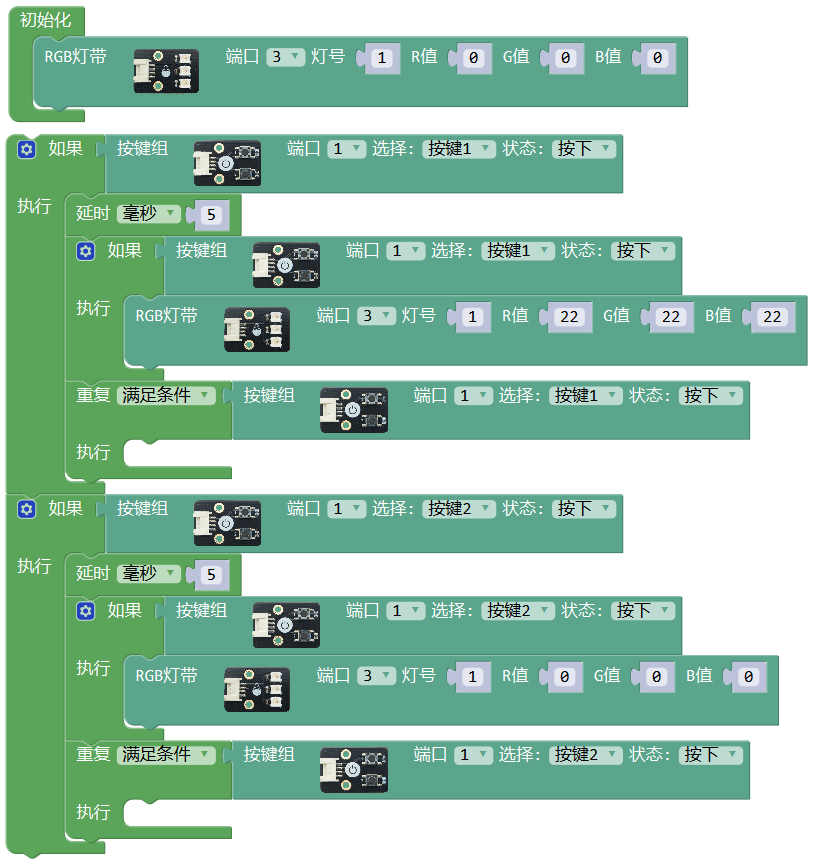 初始化
RGB灯带 端口 3 灯号 1 R值 0 G值 0 B值 0
如果 按键组 端口 1 选择: 按键1 状态: 按下
执行
延时 毫秒 5
如果 按键组 端口 1 选择: 按键1 状态: 按下
执行
RGB灯带 端口 3 灯号 1 R值 22 G值 22 B值 22
重复 满足条件 按键组 端口 1 选择: 按键1 状态: 按下
执行
如果 按键组 端口 1 选择: 按键2 状态: 按下
执行
延时 毫秒 5
如果 按键组 端口 1 选择: 按键2 状态: 按下
执行
RGB灯带 端口 3 灯号 1 R值 0 G值 0 B值 0
重复 满足条件 按键组 端口 1 选择: 按键2 状态: 按下
执行